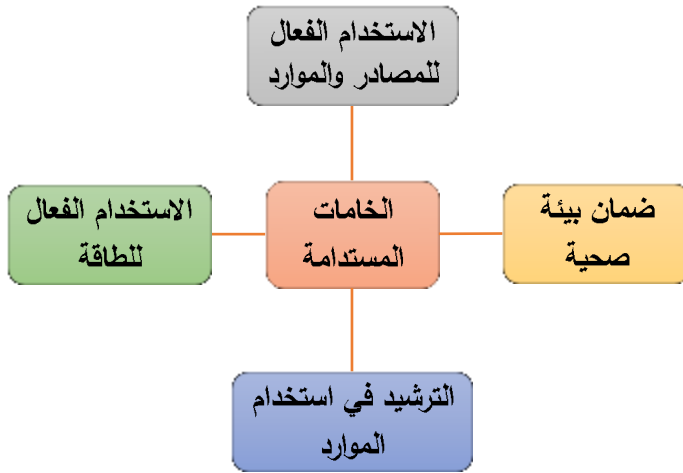 الاستخدام الفعال
للمصادر والموارد
ضمان بيئة
صحية
الخامات
المستدامة
الاستخدام الفعال
للطاقة
الترشيد في استخدام
الموارد